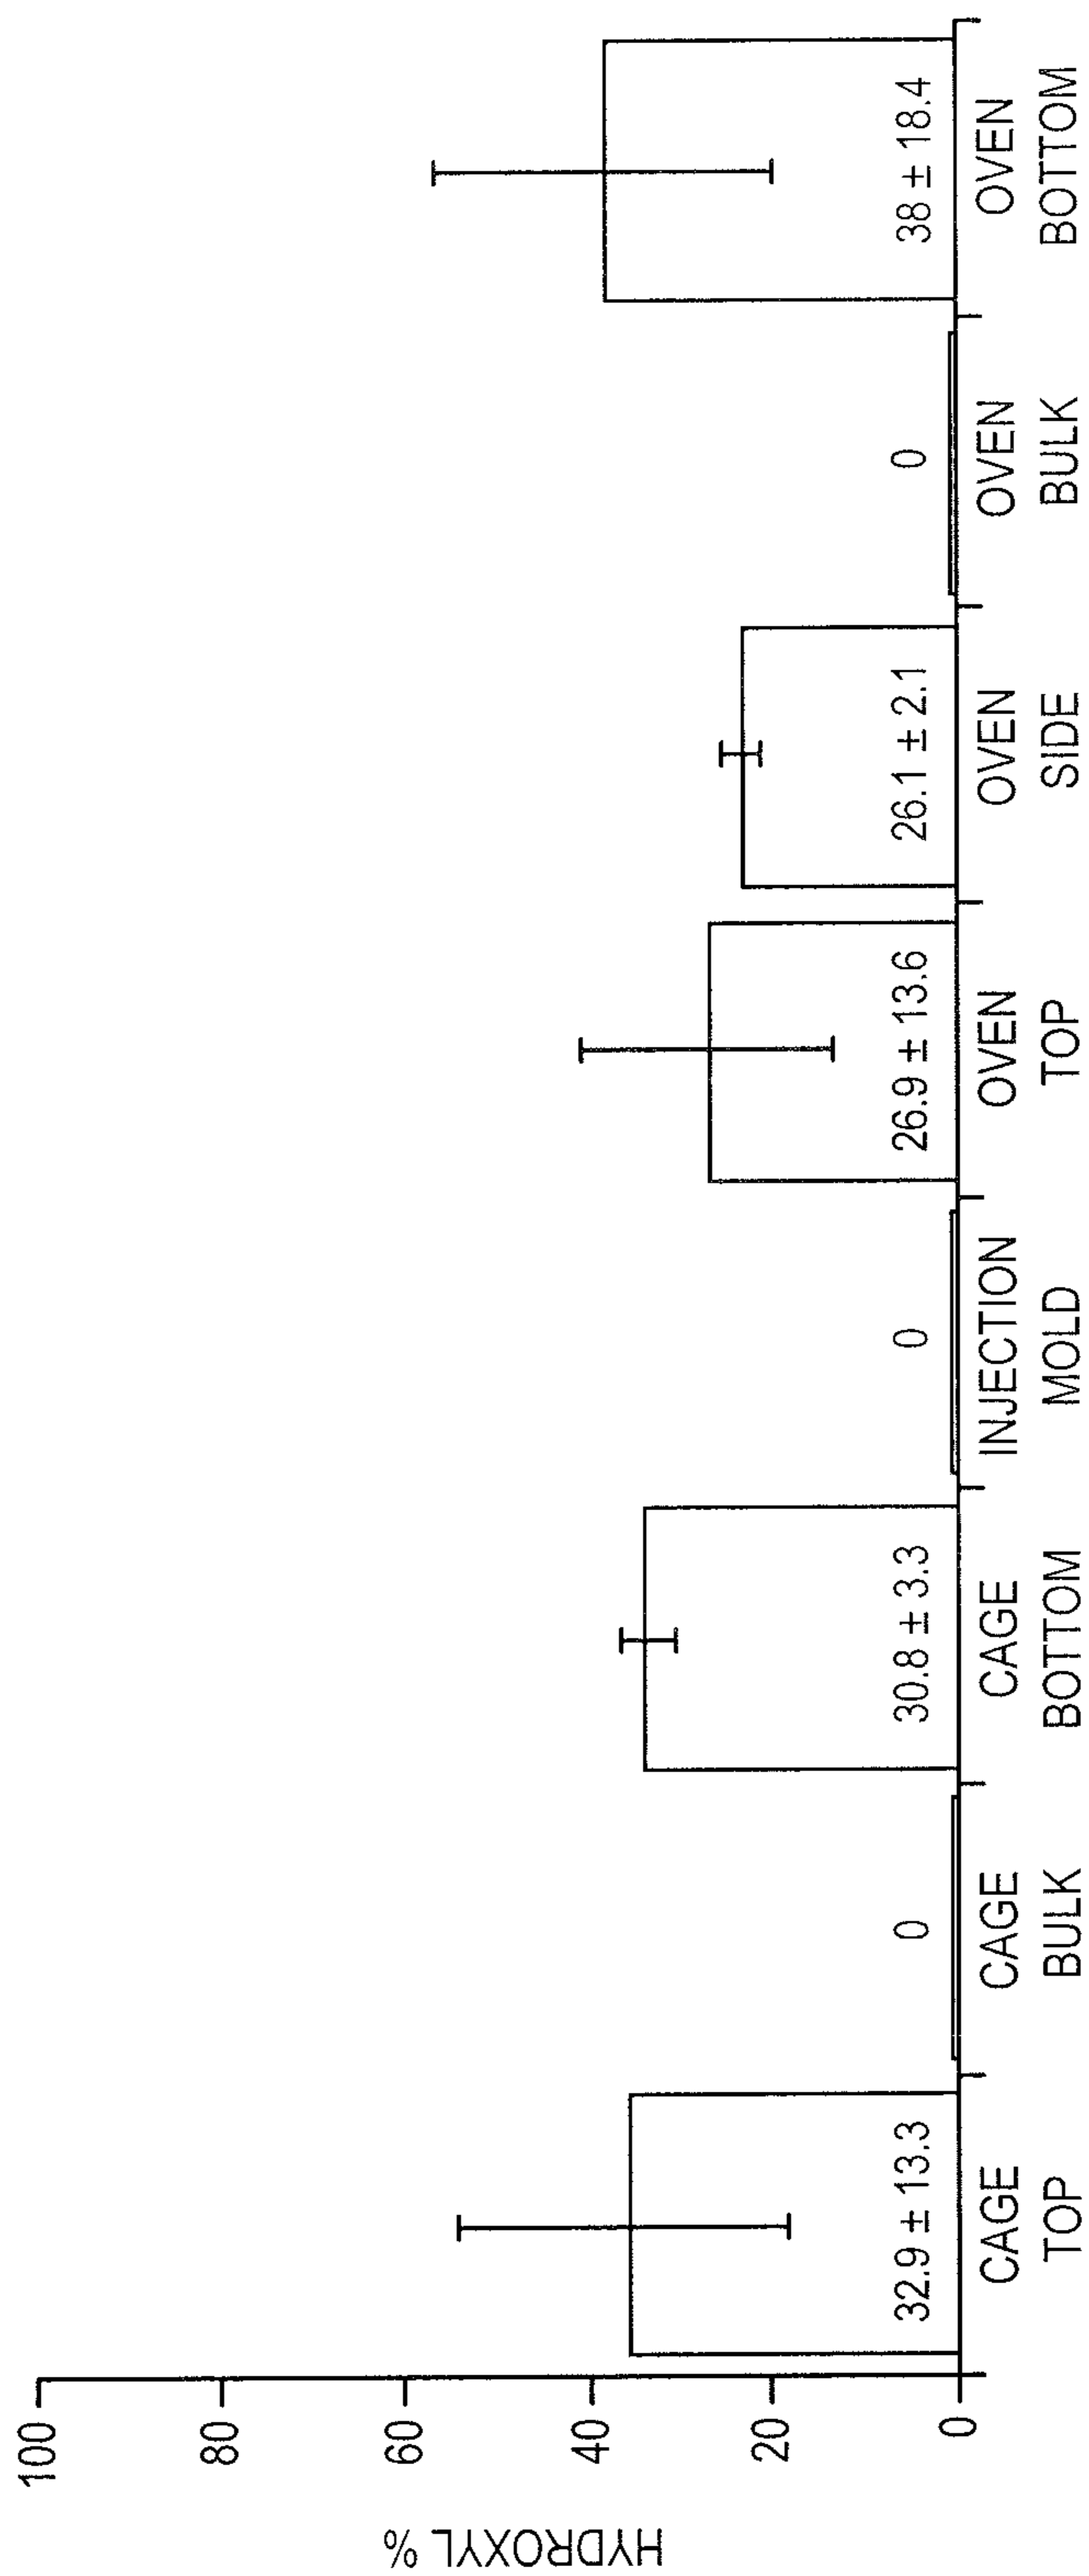 HYDROXYL %
100
80
60
40
20
0
32.9 ± 13.3
0
30.8 ± 3.3
0
26.9 ± 13.6
26.1 ± 2.1
0
38 ± 18.4
CAGE
TOP
CAGE
BULK
CAGE
BOTTOM
INJECTION
MOLD
OVEN
TOP
OVEN
SIDE
OVEN
BULK
OVEN
BOTTOM